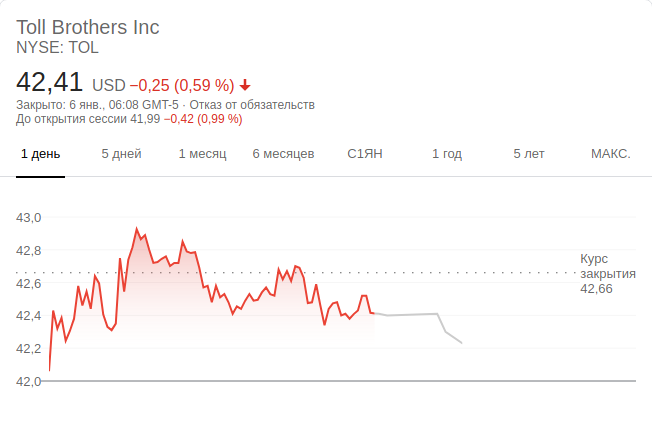 Toll Brothers Inc
NYSE: TOL
42,41 USD −0,25 (0,59 %)
Закрыто: 6 янв., 06:08 GMT-5 · Отказ от обязательств
До открытия сессии 41,99 −0,42 (0,99 %)
1 день 5 дней 1 месяц 6 месяцев С1ЯН 1 год 5 лет МАКС.
43,0
42,8
Курс
закрытия
42,66
42,6
42,4
42,2
42,0